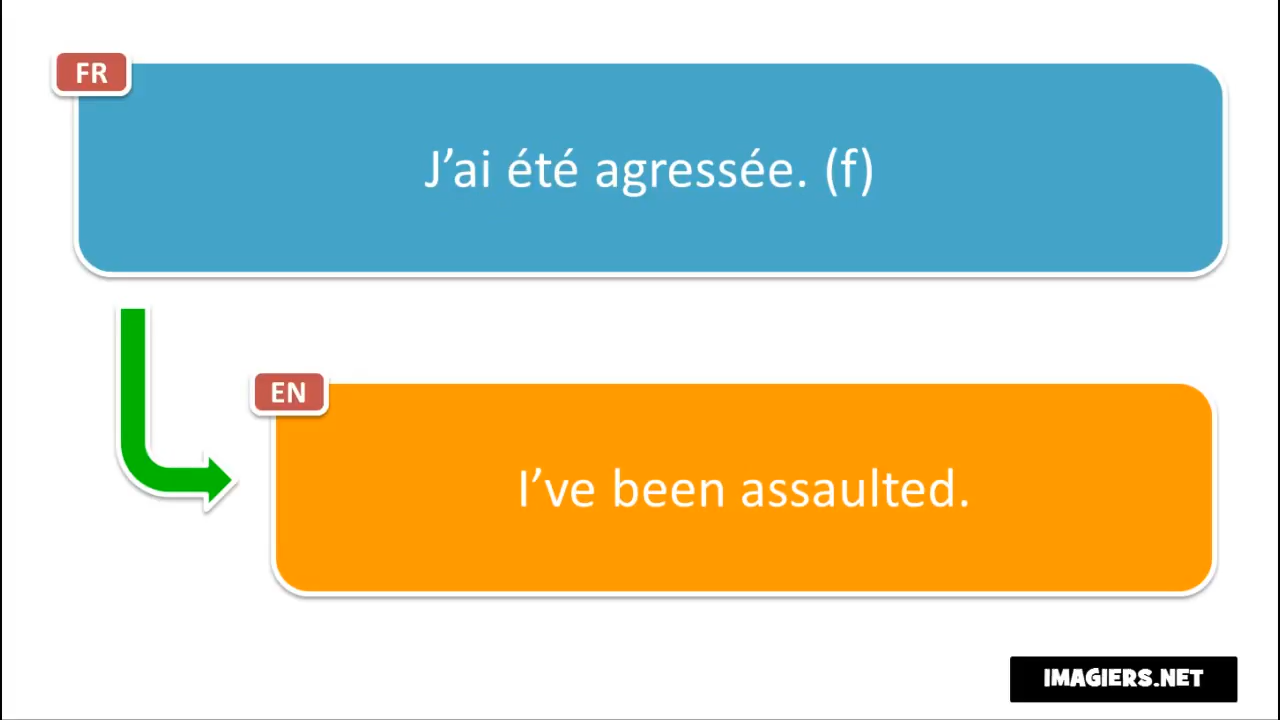 FR
J’ai été agressée. (f)
EN
I’ve been assaulted.
IMAGIERS.NET